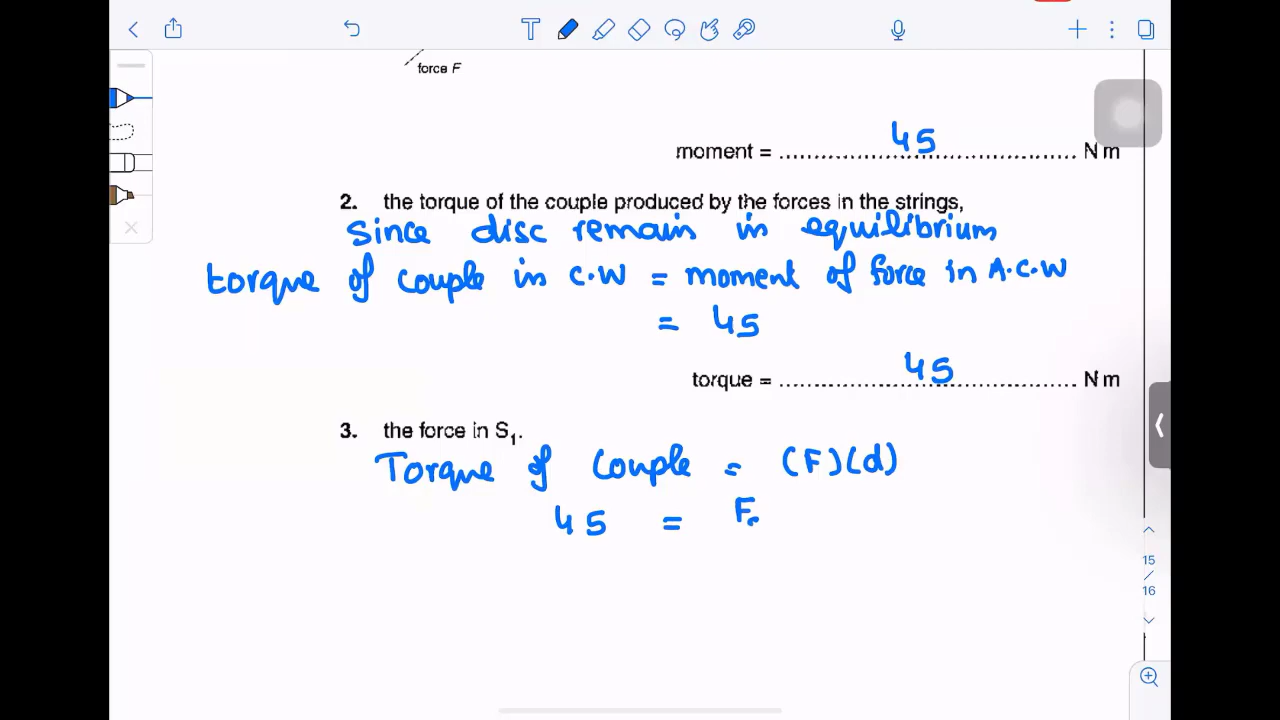 T
force F
moment = ........ 45 ........ N m
2. the torque of the couple produced by the forces in the strings,
Since disc remain in equilibrium
torque of couple in C.W = moment of force in A.C.W
= 45
torque = ........ 45 ........ N m
3. the force in S₁.
Torque of Couple = (F)(d)
45 = F.
15
/
16